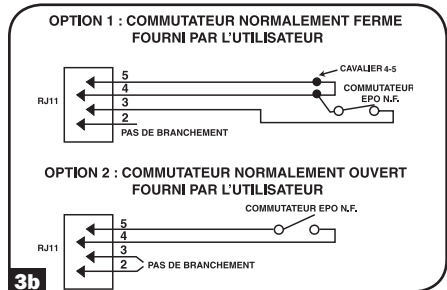 OPTION 1 : COMMUTATEUR NORMALEMENT FERME
FOURNI PAR L'UTILISATEUR
5
CAVALIER 4-5
4
COMMUTATEUR
EPO N.F.
RJ11
3
2
PAS DE BRANCHEMENT
OPTION 2 : COMMUTATEUR NORMALEMENT OUVERT
FOURNI PAR L'UTILISATEUR
COMMUTATEUR EPO N.F.
5
4
RJ11
3
2
PAS DE BRANCHEMENT
3b